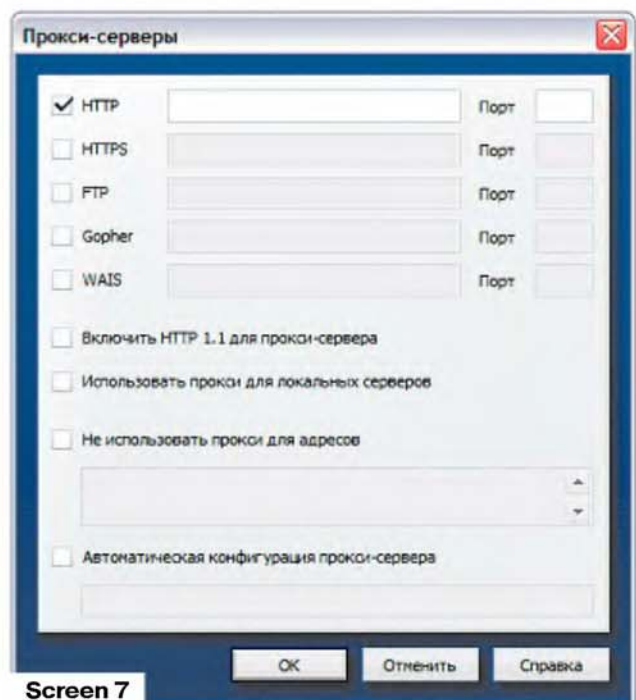 Прокси-серверы
HTTP Порт
HTTPS Порт
FTP Порт
Gopher Порт
WAIS Порт
Включить HTTP 1.1 для прокси-сервера
Использовать прокси для локальных серверов
Не использовать прокси для адресов
Автоматическая конфигурация прокси-сервера
OK Отменить Справка
Screen 7